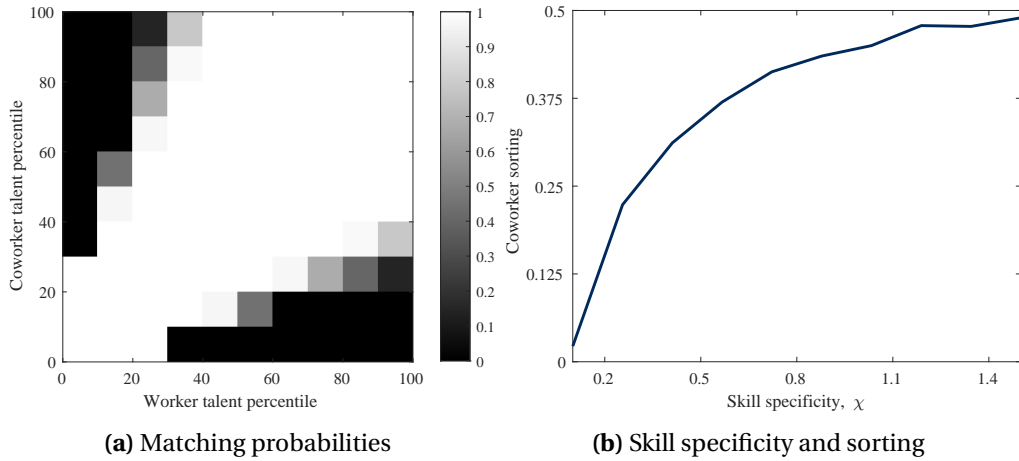 100
80
60
40
20
0
Coworker talent percentile
0 20 40 60 80 100
Worker talent percentile
1
0.9
0.8
0.7
0.6
0.5
0.4
0.3
0.2
0.1
0
(a) Matching probabilities
0.5
0.375
0.25
0.125
0
Coworker sorting
0.2 0.5 0.8 1.1 1.4
Skill specificity, χ
(b) Skill specificity and sorting